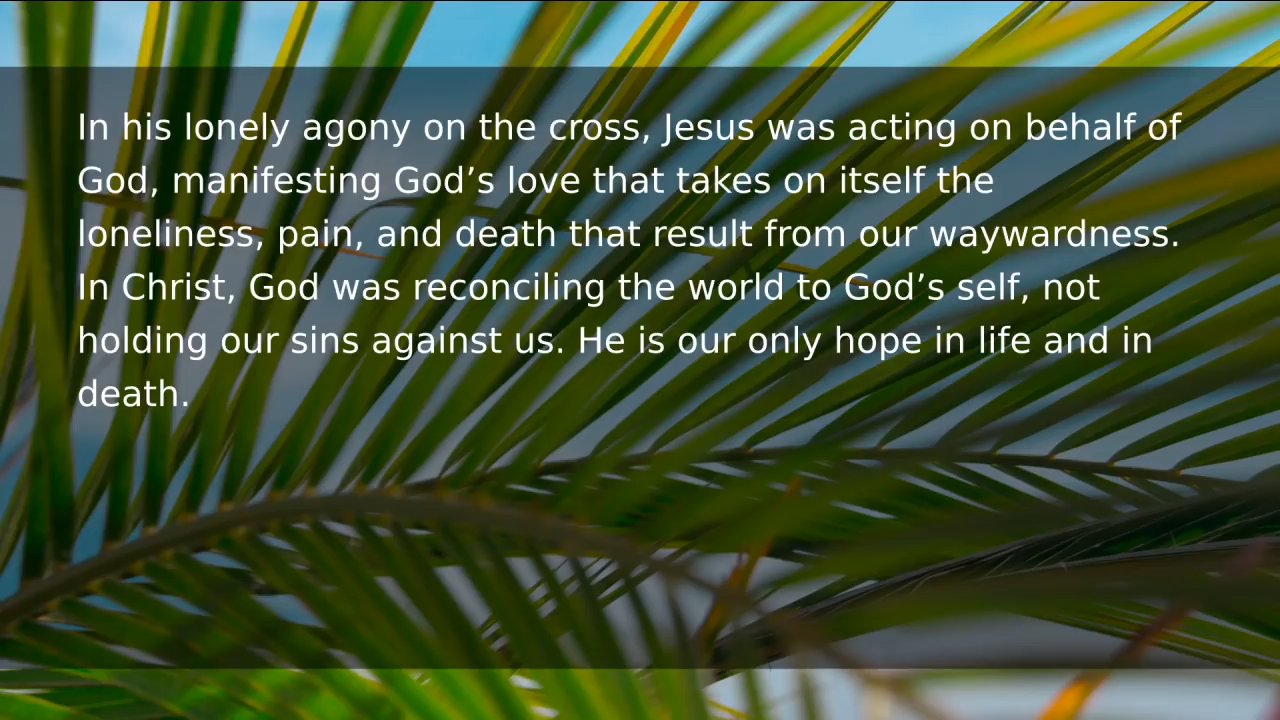 In his lonely agony on the cross, Jesus was acting on behalf of
God, manifesting God’s love that takes on itself the
loneliness, pain, and death that result from our waywardness.
In Christ, God was reconciling the world to God’s self, not
holding our sins against us. He is our only hope in life and in
death.